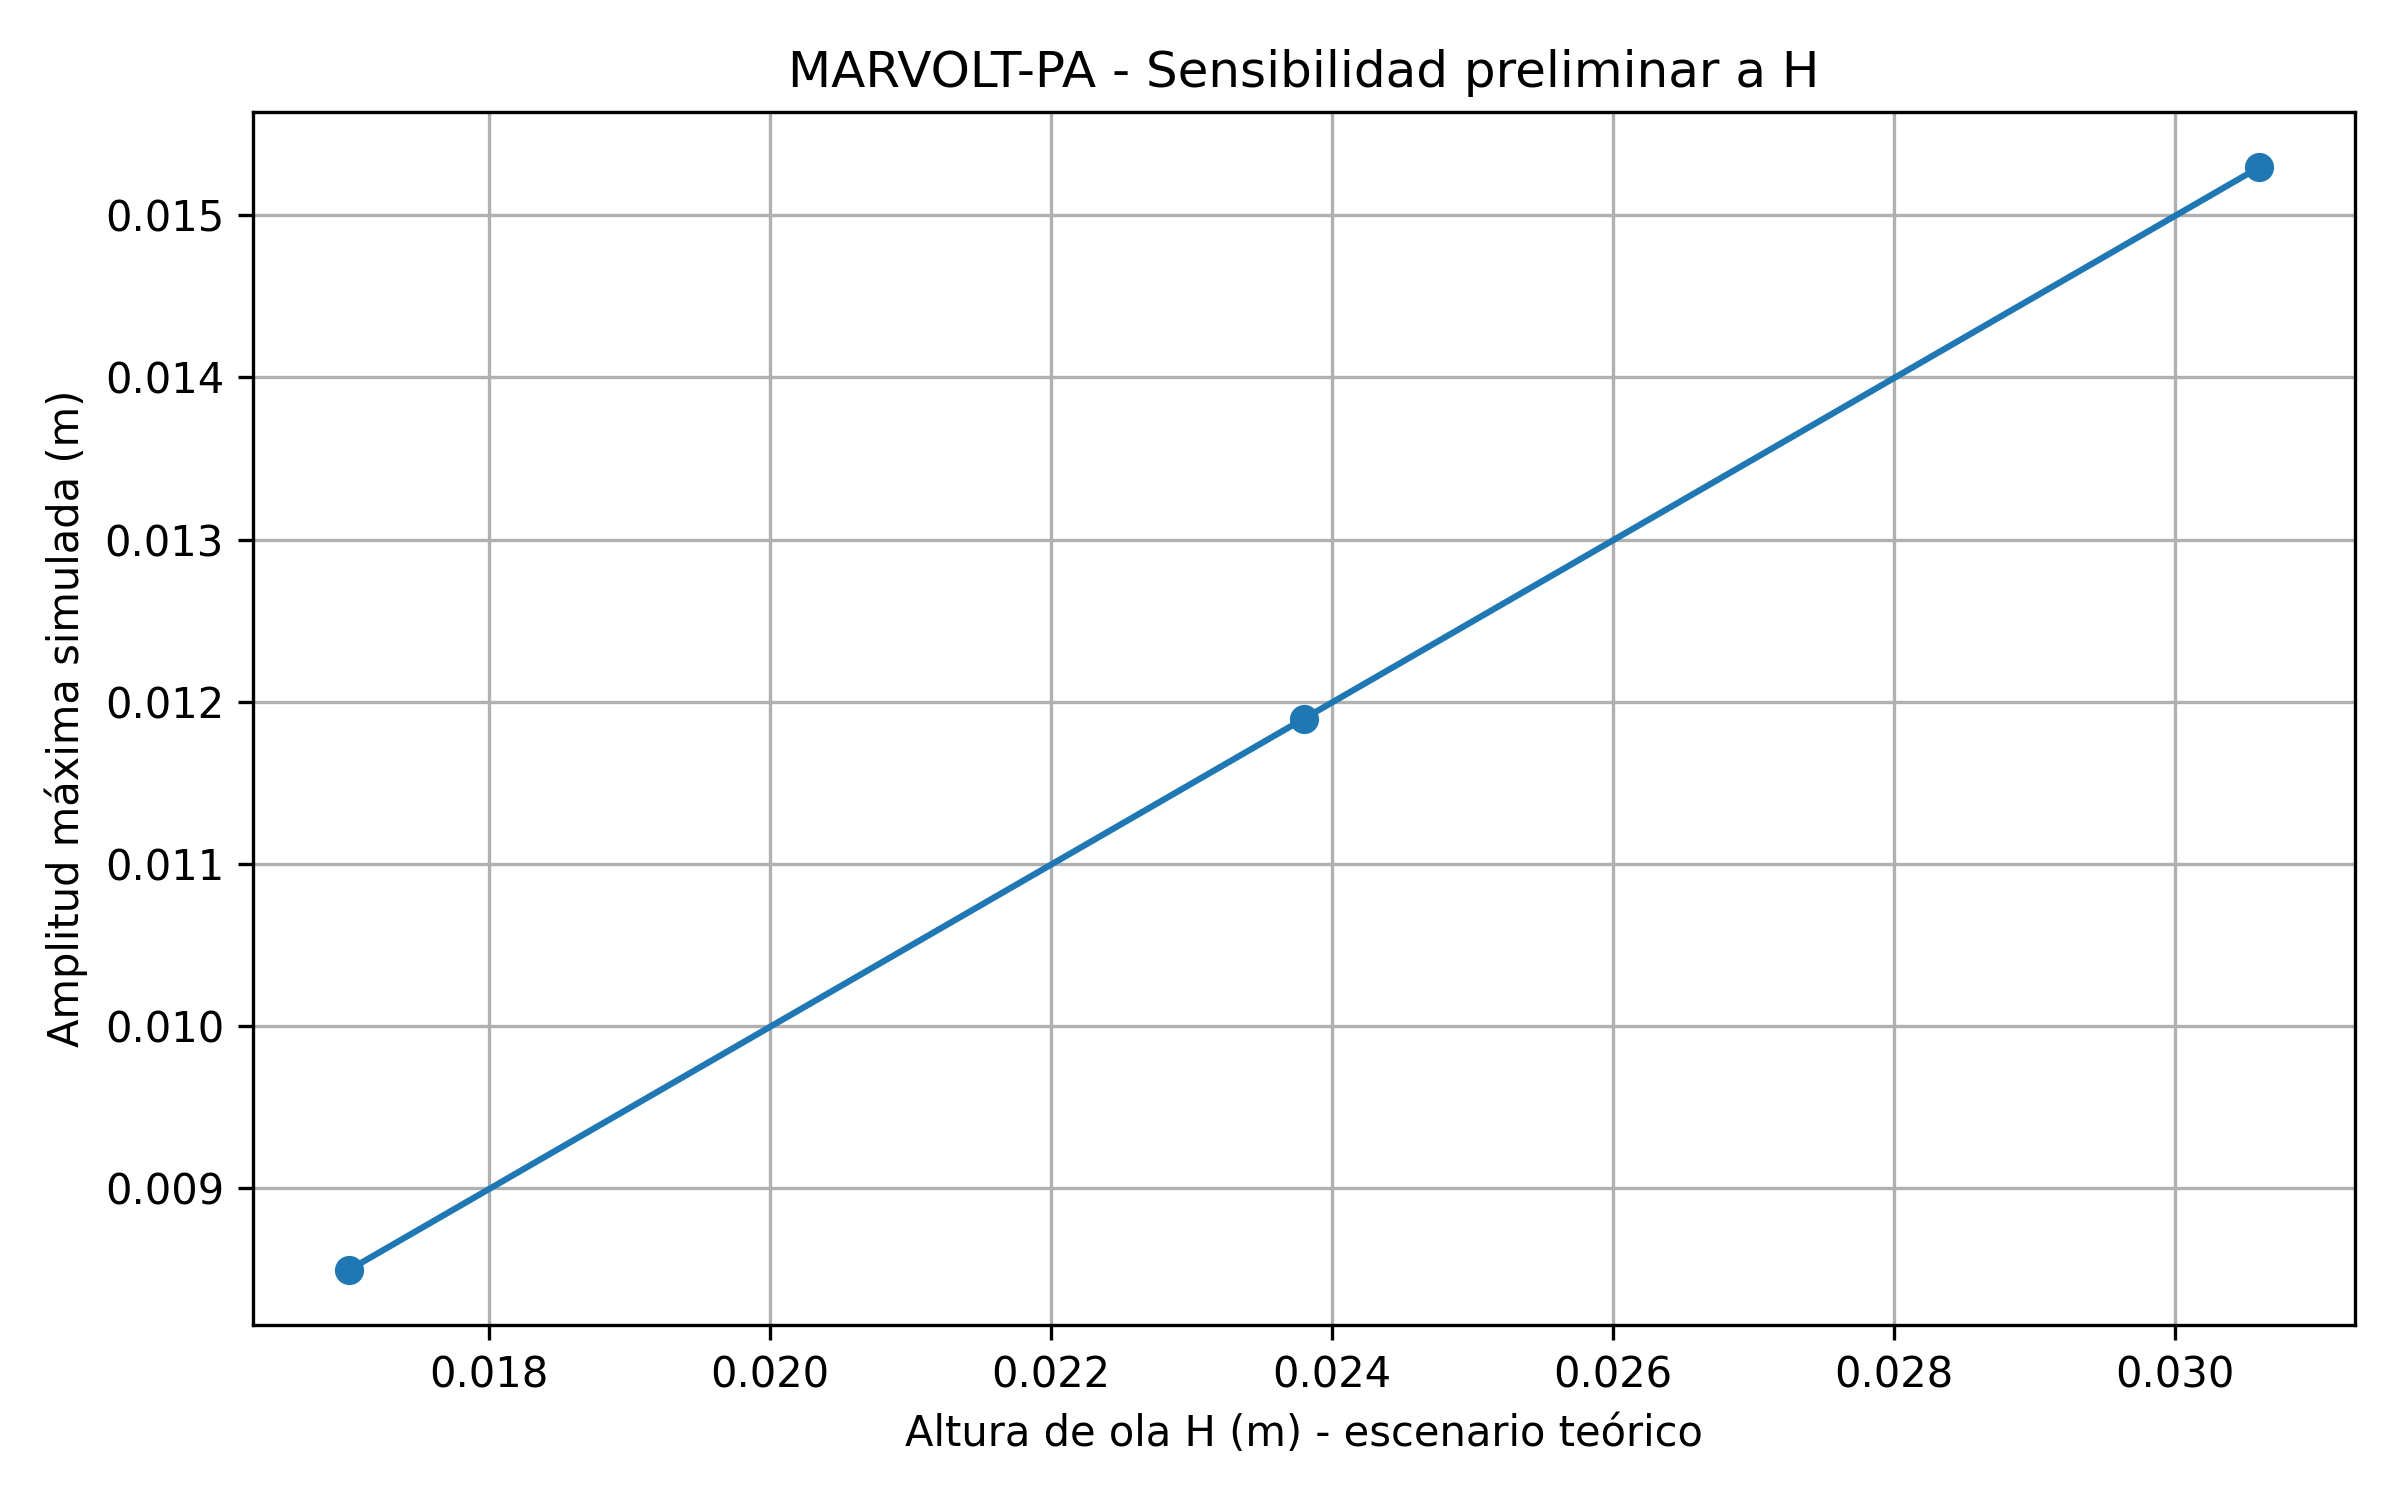 MARVOLT-PA - Sensibilidad preliminar a H
Amplitud máxima simulada (m)
0.015
0.014
0.013
0.012
0.011
0.010
0.009
0.018 0.020 0.022 0.024 0.026 0.028 0.030
Altura de ola H (m) - escenario teórico